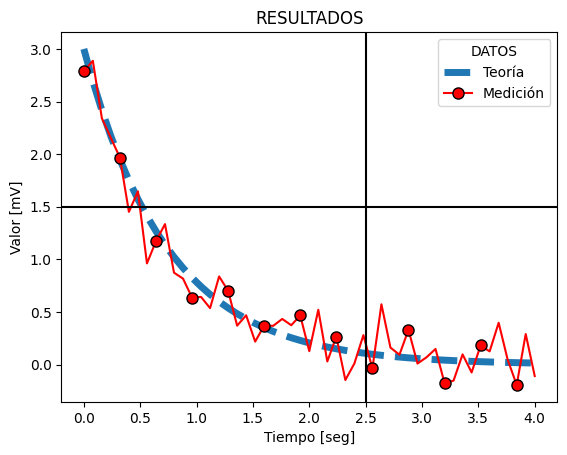 RESULTADOS
DATOS
Teoría
Medición
Valor [mV]
3.0
2.5
2.0
1.5
1.0
0.5
0.0
0.0 0.5 1.0 1.5 2.0 2.5 3.0 3.5 4.0
Tiempo [seg]